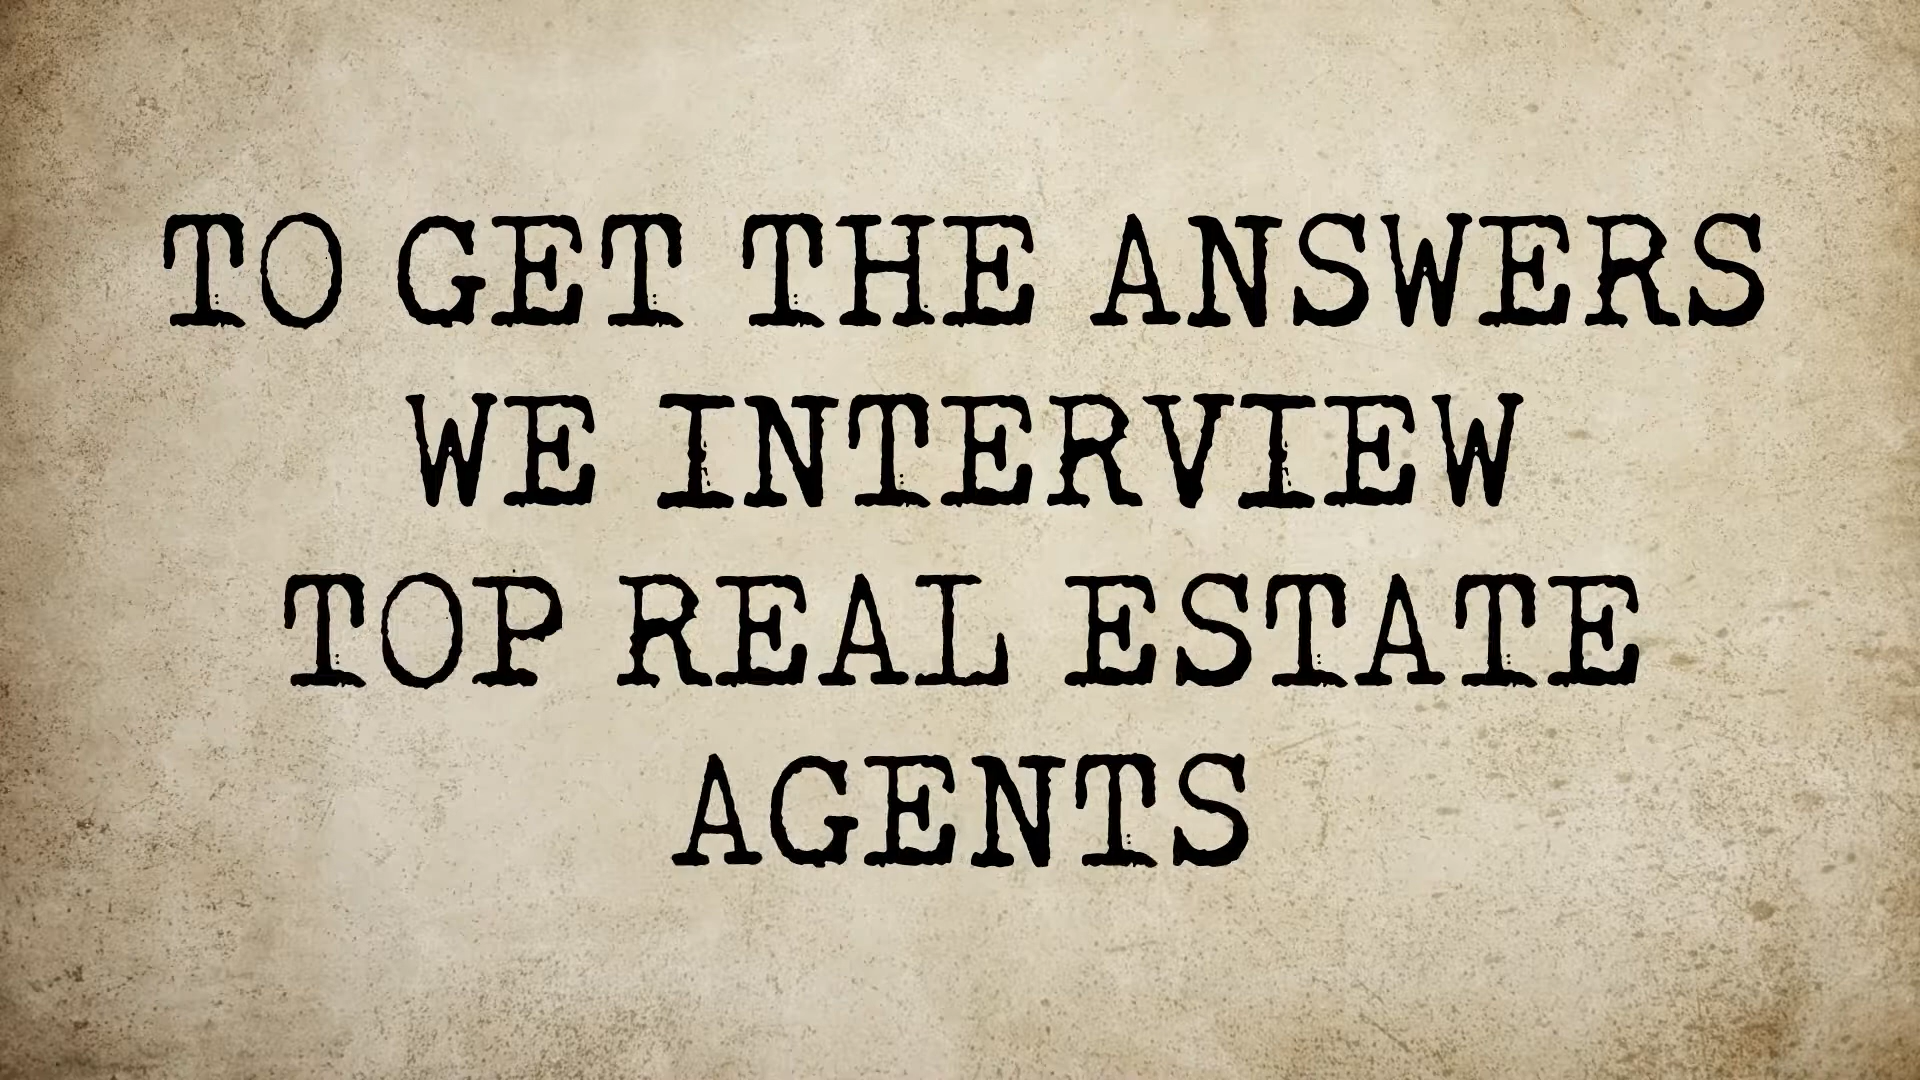 TO GET THE ANSWERS
WE INTERVIEW
TOP REAL ESTATE
AGENTS